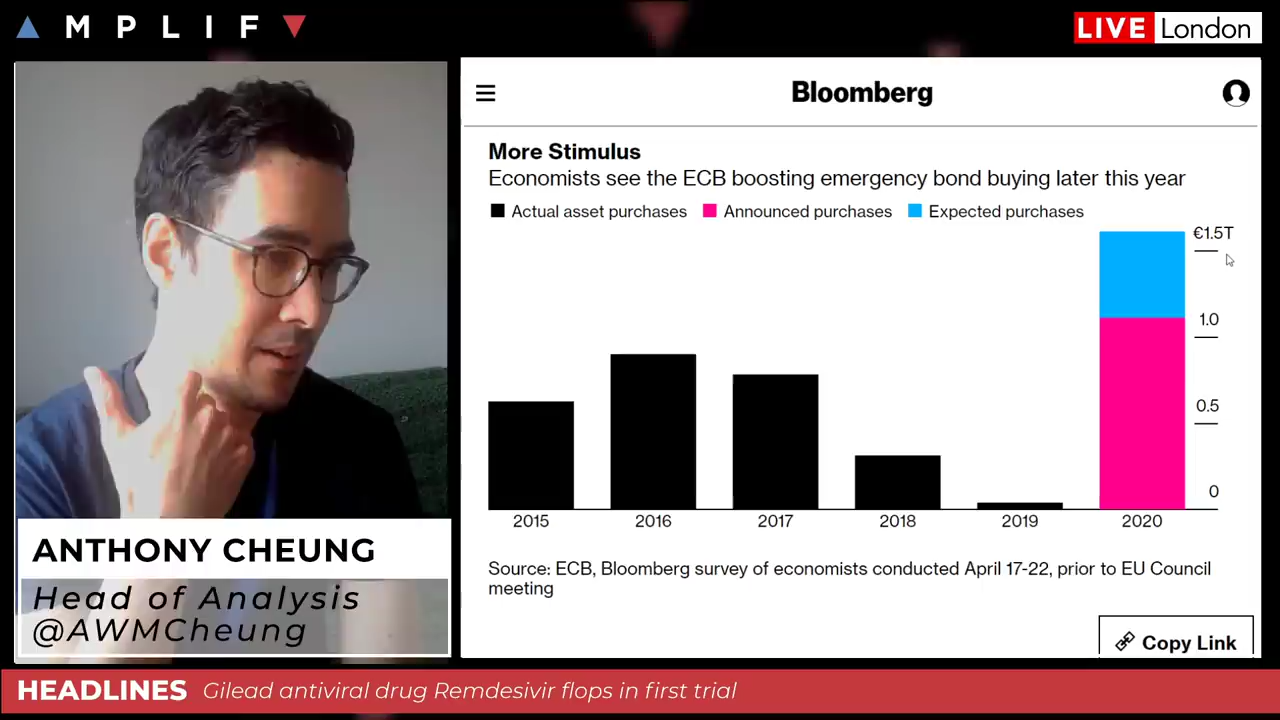 ▲ M P L I F ▼
LIVE London
Bloomberg
More Stimulus
Economists see the ECB boosting emergency bond buying later this year
Actual asset purchases Announced purchases Expected purchases
€1.5T
1.0
0.5
0
2015 2016 2017 2018 2019 2020
Source: ECB, Bloomberg survey of economists conducted April 17-22, prior to EU Council
meeting
Copy Link
ANTHONY CHEUNG
Head of Analysis
@AWMCheung
HEADLINES Gilead antiviral drug Remdesivir flops in first trial